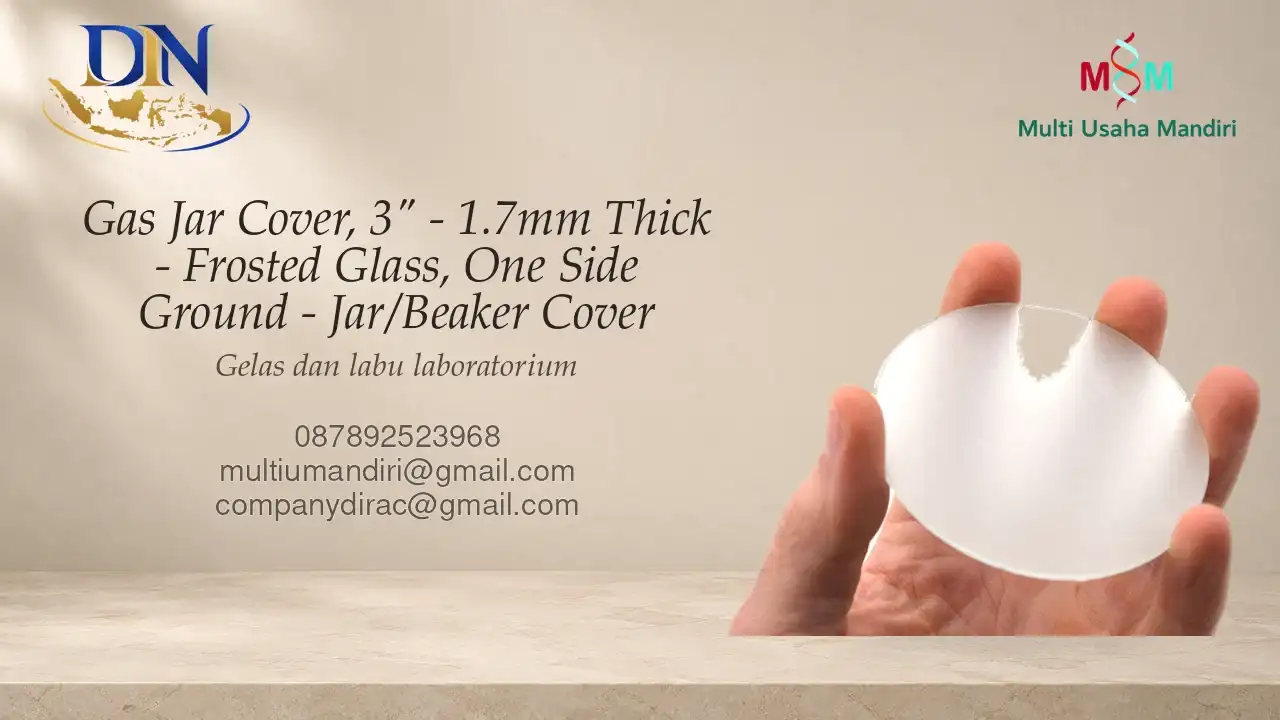 DIN
MSM
Multi Usaha Mandiri
Gas Jar Cover, 3" - 1.7mm Thick
- Frosted Glass, One Side
Ground - Jar/Beaker Cover
Gelas dan labu laboratorium
087892523968
multiumandiri@gmail.com
companydirac@gmail.com